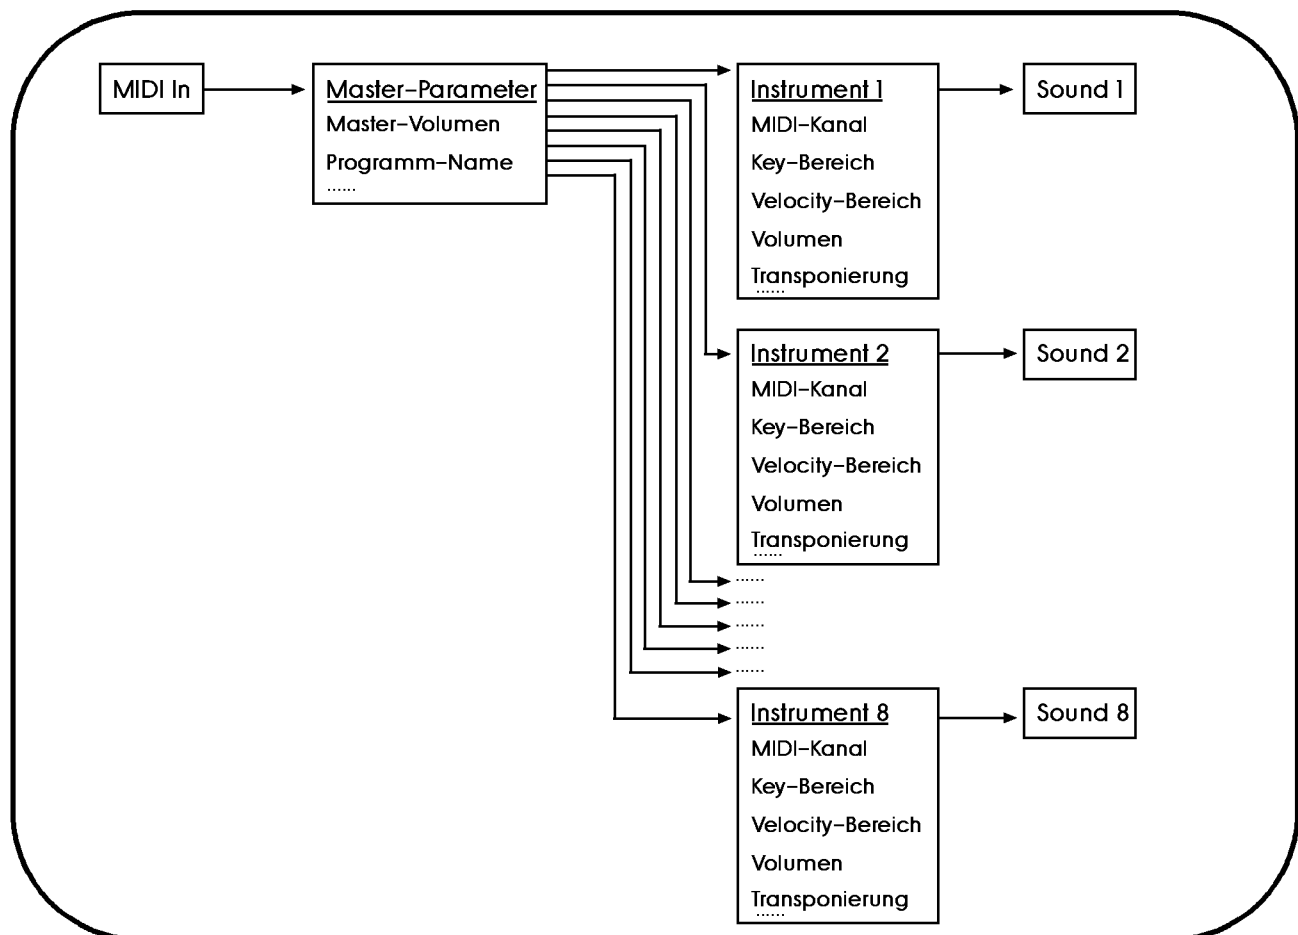 MIDI In
Master-Parameter
Master-Volumen
Programm-Name
......
Instrument 1
MIDI-Kanal
Key-Bereich
Velocity-Bereich
Volumen
Transponierung
......
Sound 1
Instrument 2
MIDI-Kanal
Key-Bereich
Velocity-Bereich
Volumen
Transponierung
......
Sound 2
......
......
......
......
......
Instrument 8
MIDI-Kanal
Key-Bereich
Velocity-Bereich
Volumen
Transponierung
......
Sound 8